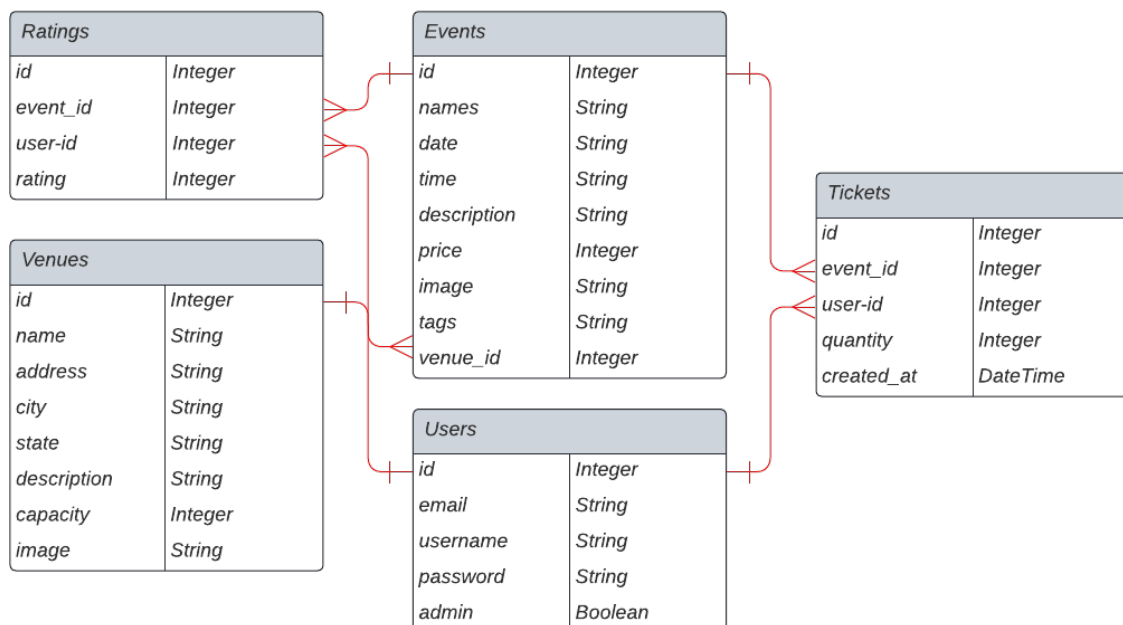 Ratings
id Integer
event_id Integer
user-id Integer
rating Integer
Venues
id Integer
name String
address String
city String
state String
description String
capacity Integer
image String
Events
id Integer
names String
date String
time String
description String
price Integer
image String
tags String
venue_id Integer
Users
id Integer
email String
username String
password String
admin Boolean
Tickets
id Integer
event_id Integer
user-id Integer
quantity Integer
created_at DateTime